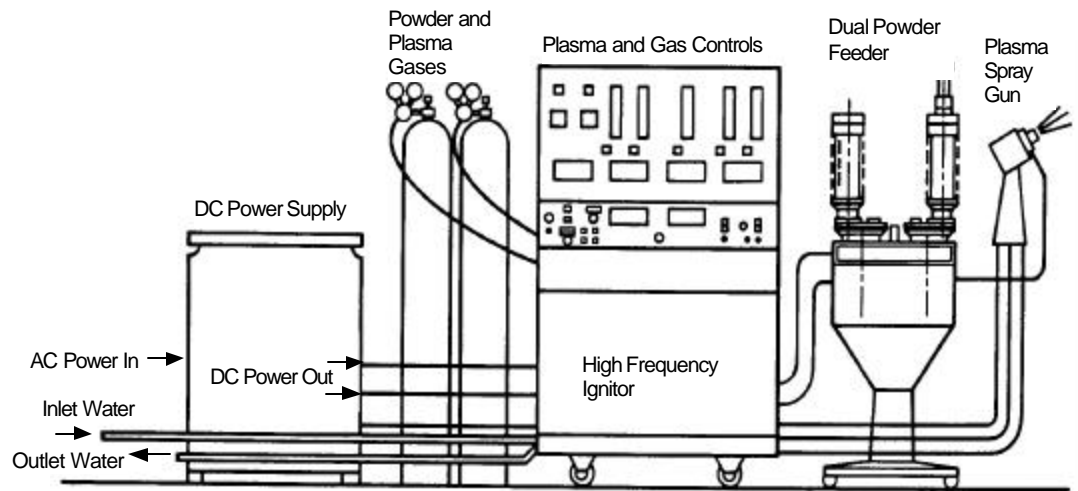 Powder and
Plasma
Gases
Plasma and Gas Controls
Dual Powder
Feeder
Plasma
Spray
Gun
DC Power Supply
AC Power In
DC Power Out
High Frequency
Ignitor
Inlet Water
Outlet Water